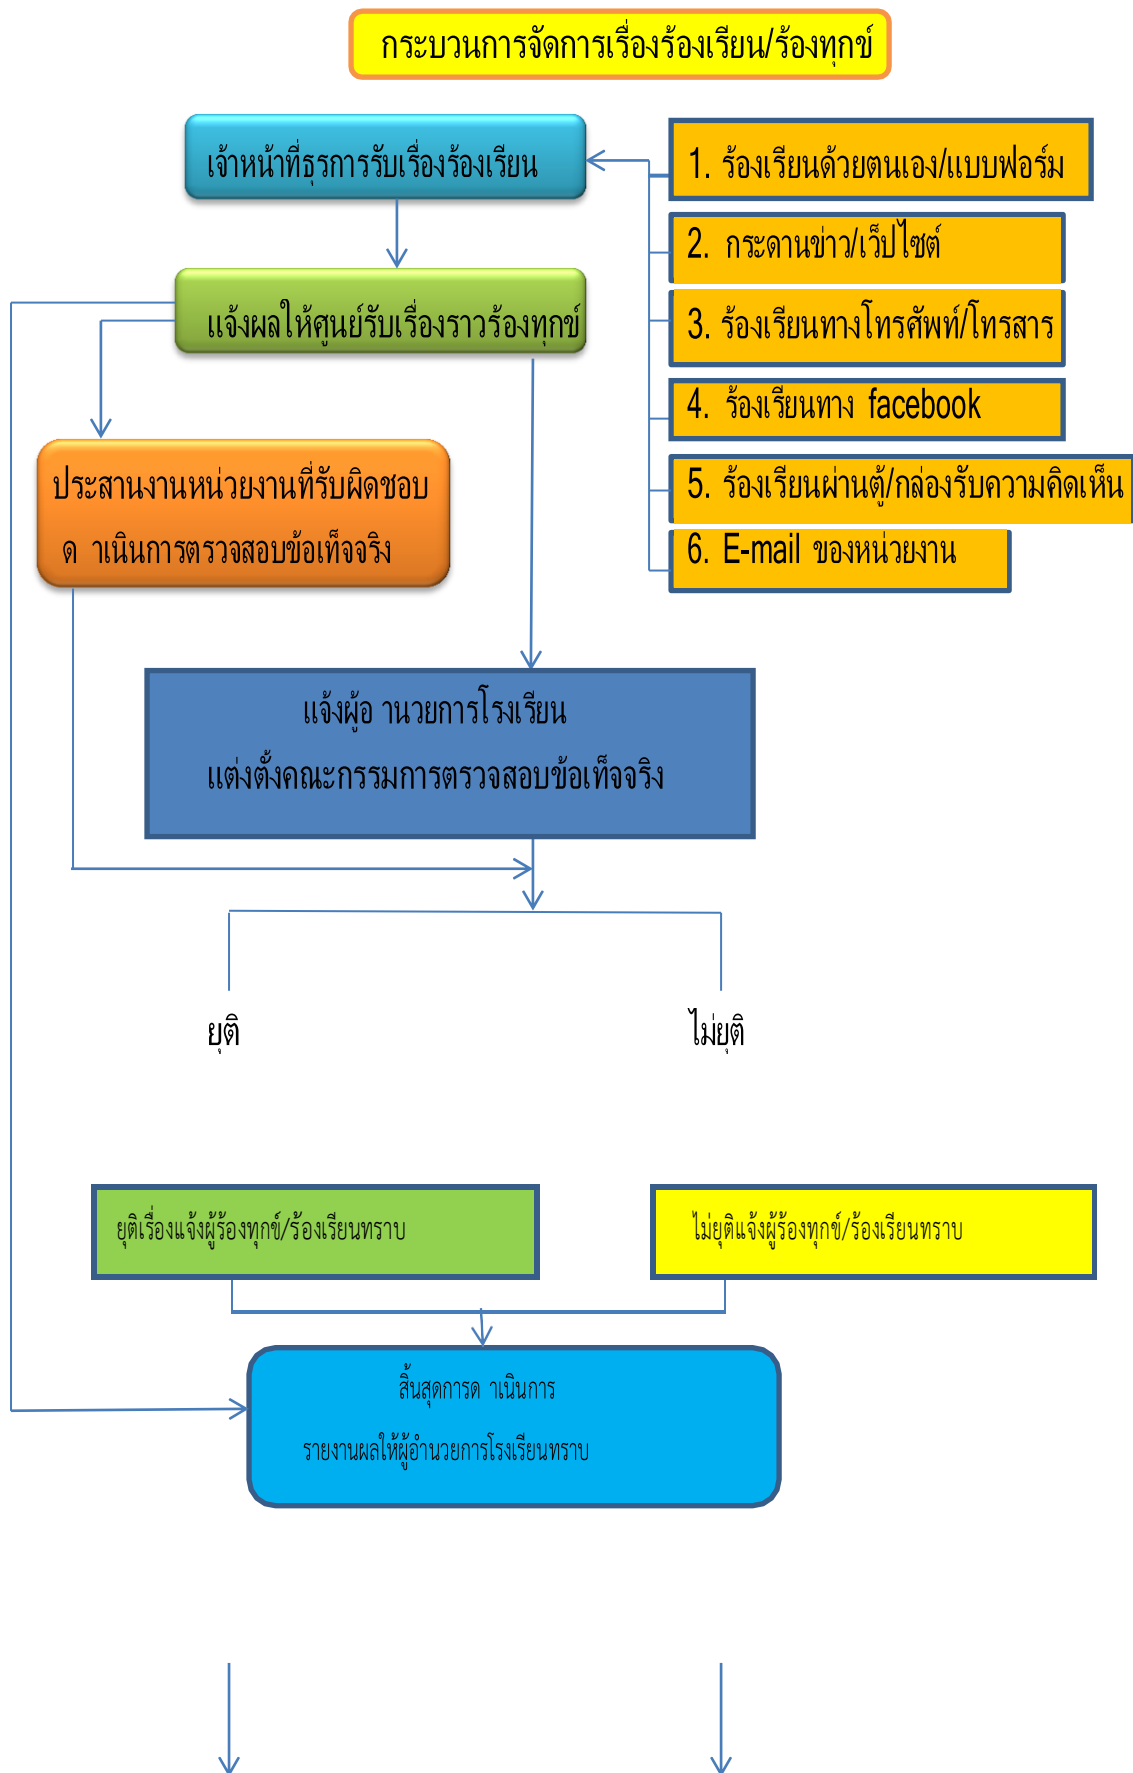 กระบวนการจัดการเรื่องร้องเรียน/ร้องทุกข์
เจ้าหน้าที่ธุรการรับเรื่องร้องเรียน
1. ร้องเรียนด้วยตนเอง/แบบฟอร์ม
2. กระดานข่าว/เว็ปไซต์
3. ร้องเรียนทางโทรศัพท์/โทรสาร
4. ร้องเรียนทาง facebook
5. ร้องเรียนผ่านตู้/กล่องรับความคิดเห็น
6. E-mail ของหน่วยงาน
แจ้งผลให้ศูนย์รับเรื่องราวร้องทุกข์
ประสานงานหน่วยงานที่รับผิดชอบ
ด าเนินการตรวจสอบข้อเท็จจริง
แจ้งผู้อ านวยการโรงเรียน
แต่งตั้งคณะกรรมการตรวจสอบข้อเท็จจริง
ยุติ
ไม่ยุติ
ยุติเรื่องแจ้งผู้ร้องทุกข์/ร้องเรียนทราบ
ไม่ยุติแจ้งผู้ร้องทุกข์/ร้องเรียนทราบ
สิ้นสุดการด าเนินการ
รายงานผลให้ผู้อำนวยการโรงเรียนทราบ